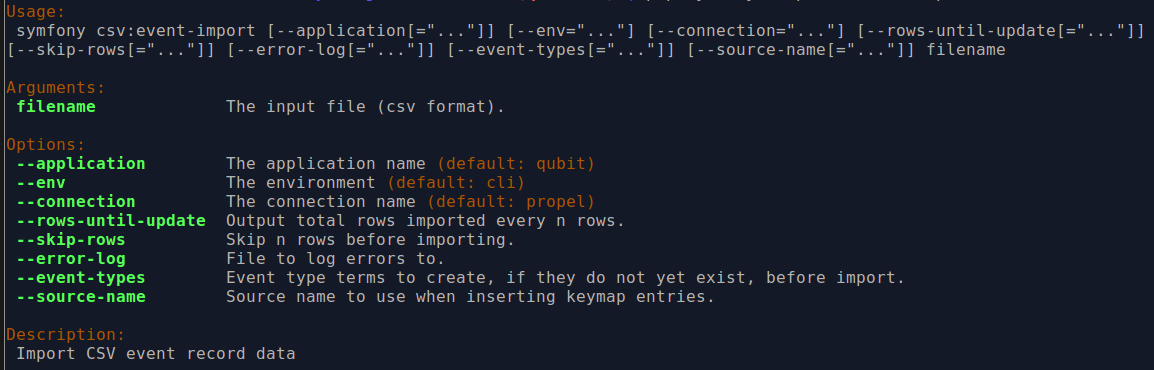 Usage:
 symfony csv:event-import [--application[="..."]] [--env="..."] [--connection="..."] [--rows-until-update[="..."]]
[--skip-rows[="..."]] [--error-log[="..."]] [--event-types[="..."]] [--source-name[="..."]] filename

Arguments:
 filename             The input file (csv format).

Options:
 --application        The application name (default: qubit)
 --env                The environment (default: cli)
 --connection         The connection name (default: propel)
 --rows-until-update  Output total rows imported every n rows.
 --skip-rows          Skip n rows before importing.
 --error-log          File to log errors to.
 --event-types        Event type terms to create, if they do not yet exist, before import.
 --source-name        Source name to use when inserting keymap entries.

Description:
 Import CSV event record data